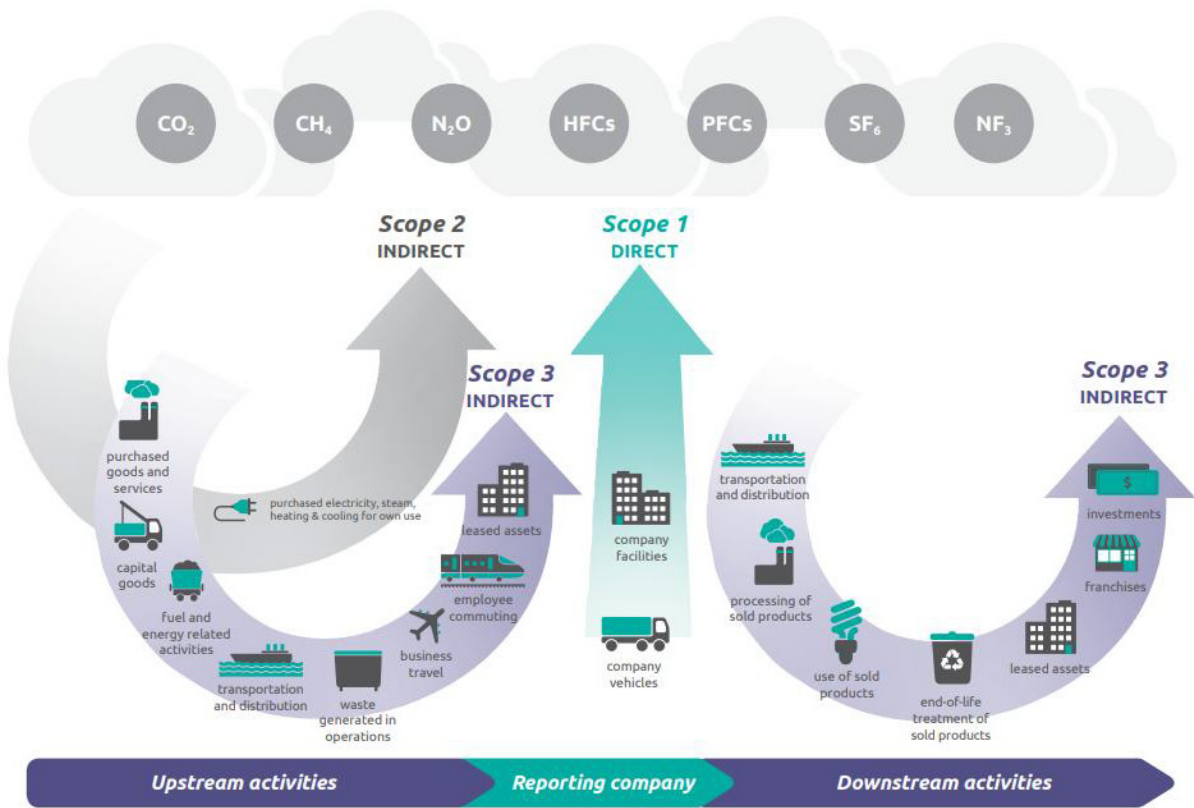 CO₂
CH₄
N₂O
HFCs
PFCs
SF₆
NF₃
Scope 2
INDIRECT
Scope 1
DIRECT
Scope 3
INDIRECT
Scope 3
INDIRECT
purchased
goods and
services
capital
goods
fuel and
energy related
activities
purchased electricity, steam,
heating & cooling for own use
transportation
and distribution
waste
generated in
operations
business
travel
employee
commuting
leased assets
company
facilities
company
vehicles
transportation
and distribution
processing of
sold products
use of sold
products
end-of-life
treatment of
sold products
leased assets
franchises
$
investments
Upstream activities
Reporting company
Downstream activities